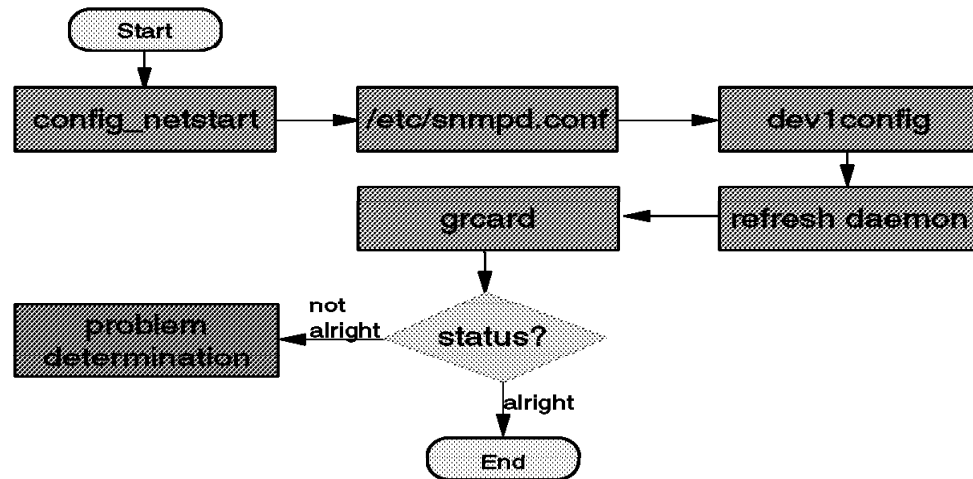 Start
config_netstart
/etc/snmpd.conf
dev1config
grcard
refresh daemon
not
alright
problem
determination
status?
alright
End